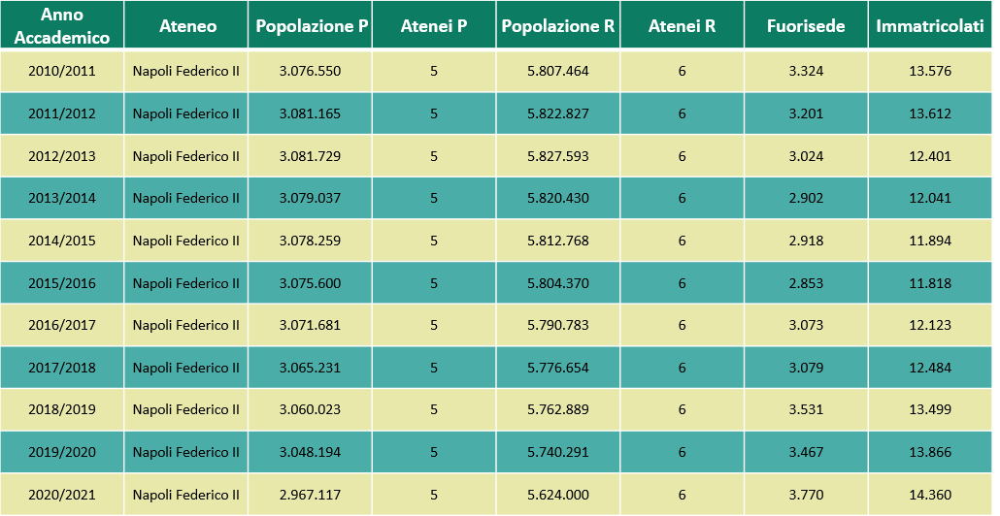 Anno Accademico Ateneo Popolazione P Atenei P Popolazione R Atenei R Fuorisede Immatricolati
2010/2011 Napoli Federico II 3.076.550 5 5.807.464 6 3.324 13.576
2011/2012 Napoli Federico II 3.081.165 5 5.822.827 6 3.201 13.612
2012/2013 Napoli Federico II 3.081.729 5 5.827.593 6 3.024 12.401
2013/2014 Napoli Federico II 3.079.037 5 5.820.430 6 2.902 12.041
2014/2015 Napoli Federico II 3.078.259 5 5.812.768 6 2.918 11.894
2015/2016 Napoli Federico II 3.075.600 5 5.804.370 6 2.853 11.818
2016/2017 Napoli Federico II 3.071.681 5 5.790.783 6 3.073 12.123
2017/2018 Napoli Federico II 3.065.231 5 5.776.654 6 3.079 12.484
2018/2019 Napoli Federico II 3.060.023 5 5.762.889 6 3.531 13.499
2019/2020 Napoli Federico II 3.048.194 5 5.740.291 6 3.467 13.866
2020/2021 Napoli Federico II 2.967.117 5 5.624.000 6 3.770 14.360